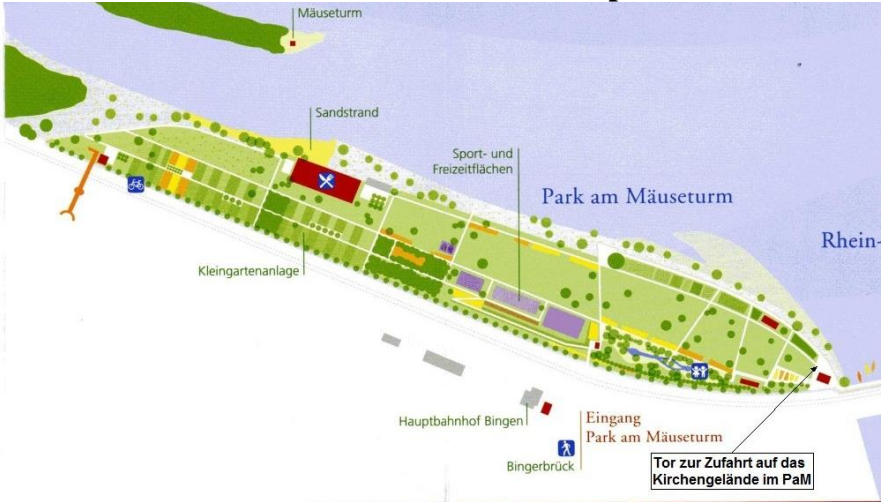 Mäuseturm
Sandstrand
Sport- und
Freizeitflächen
Park am Mäuseturm
Rhein-
Kleingartenanlage
Hauptbahnhof Bingen
Eingang
Park am Mäuseturm
Bingerbrück
Tor zur Zufahrt auf das
Kirchengelände im PaM